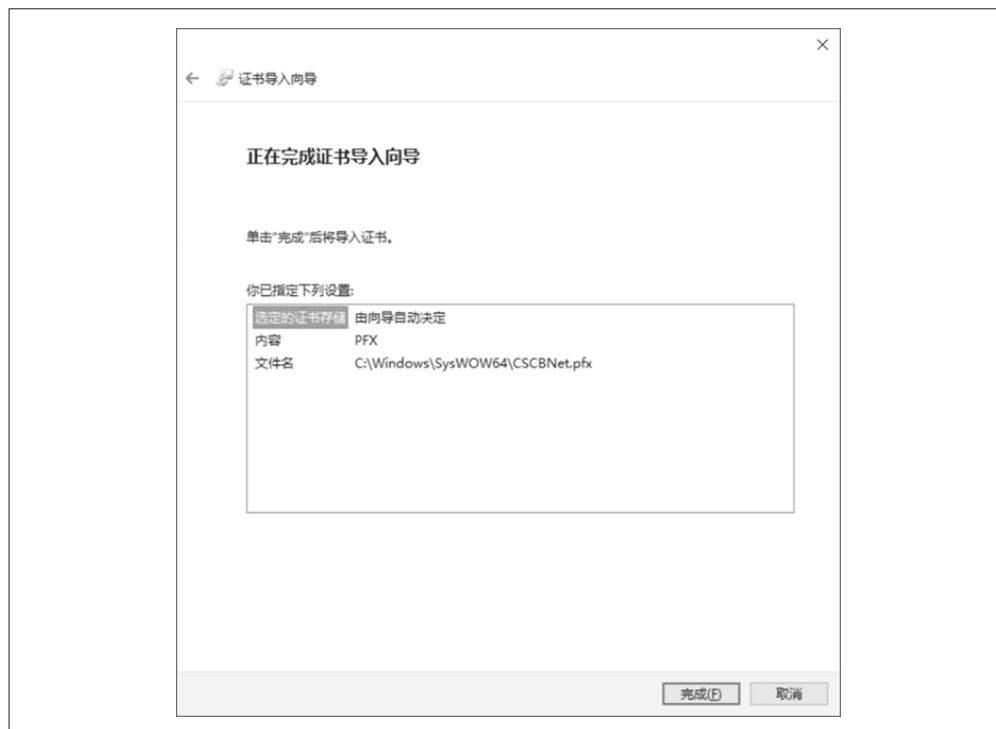 证书导入向导
正在完成证书导入向导
单击"完成"后将导入证书。
你已指定下列设置:
选定的证书存储 由向导自动决定
内容 PFX
文件名 C:\Windows\SysWOW64\CSCBNet.pfx
完成(F) 取消